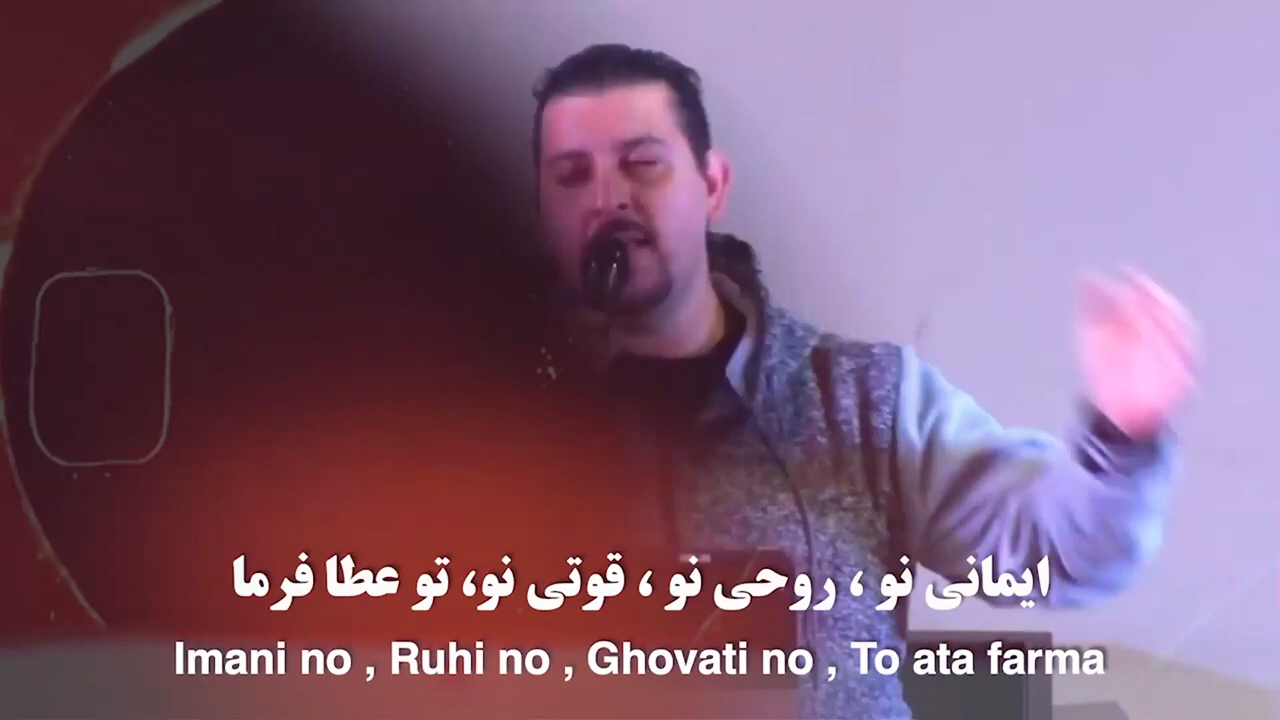 ایمانی نو ، روحی نو ، قوتی نو، تو عطا فرما
Imani no , Ruhi no , Ghovati no , To ata farma